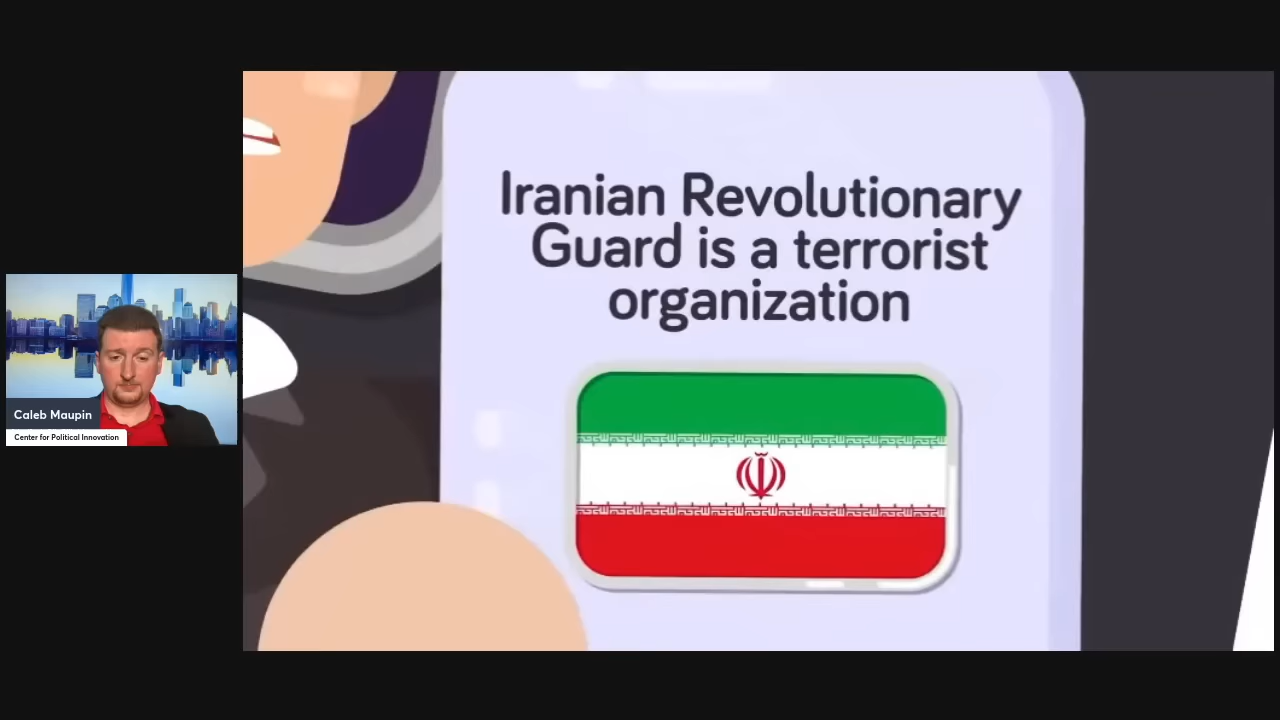 Iranian Revolutionary
Guard is a terrorist
organization
Caleb Maupin
Center for Political Innovation